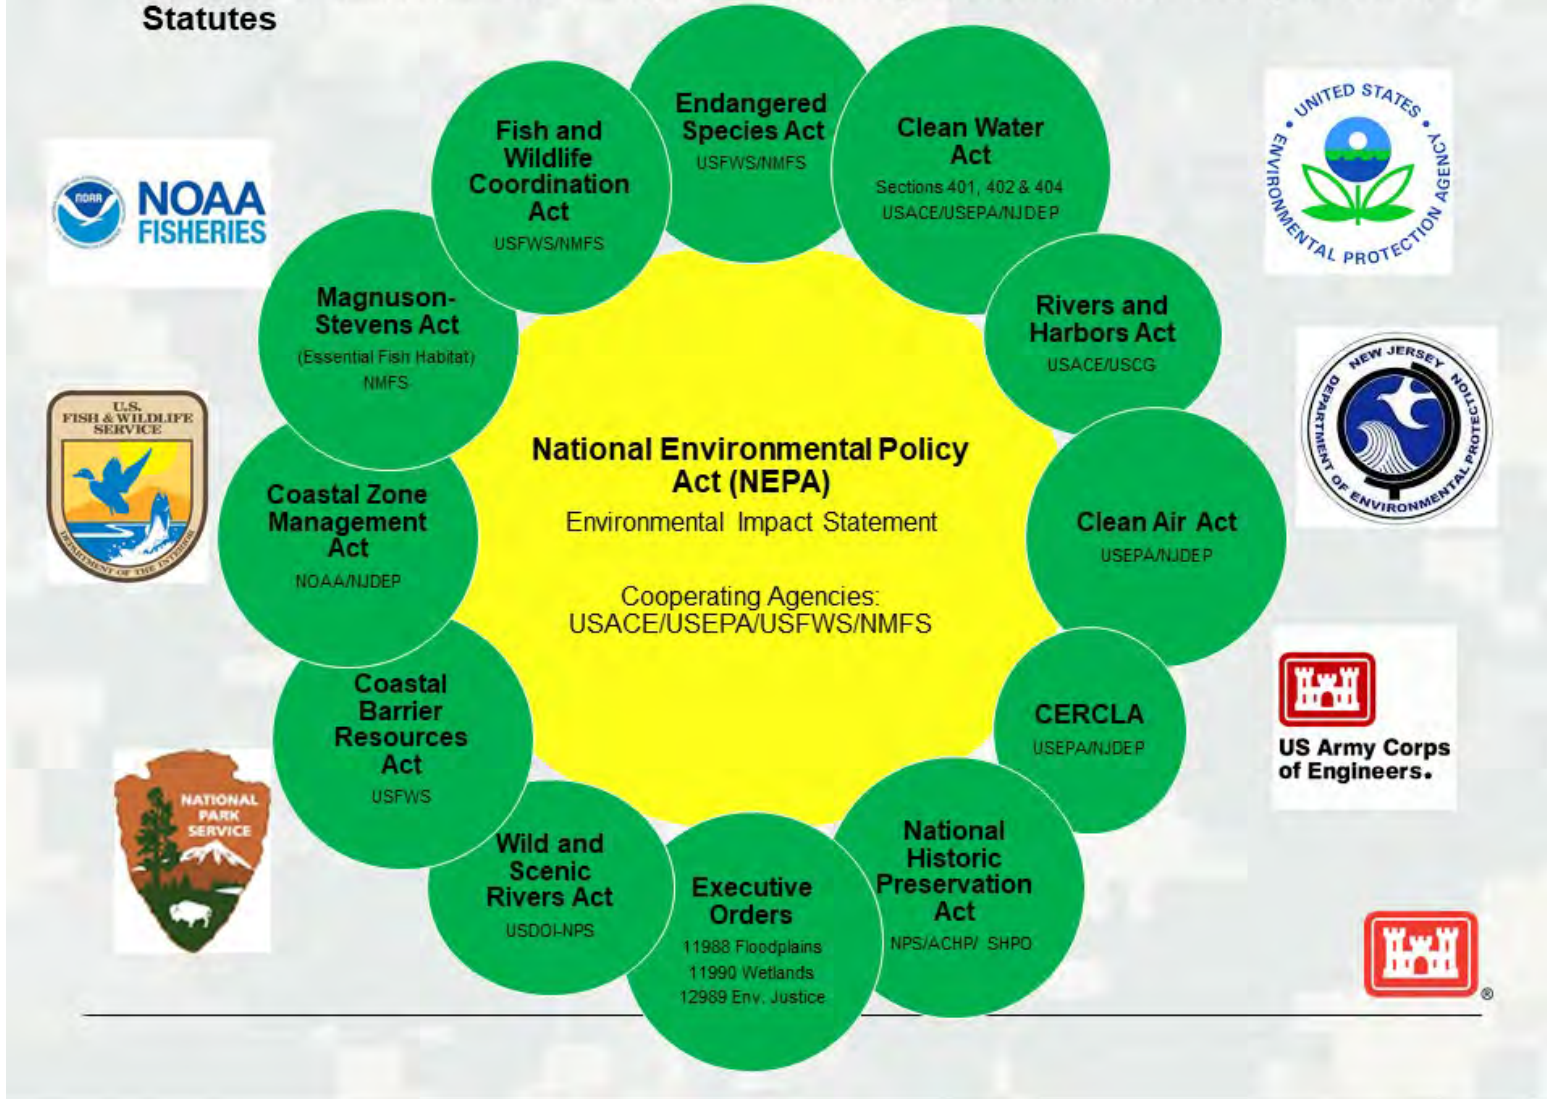 Statutes
Endangered
Species Act
USFWS/NMFS
Clean Water
Act
Sections 401, 402 & 404
USACE/USEPA/NJDEP
Rivers and
Harbors Act
USACE/USCG
Clean Air Act
USEPA/NJDEP
CERCLA
USEPA/NJDEP
National
Historic
Preservation
Act
NPS/ACHP/ SHPO
Executive
Orders
11988 Floodplains
11990 Wetlands
12989 Env. Justice
Wild and
Scenic
Rivers Act
USDOI-NPS
Coastal
Barrier
Resources
Act
USFWS
Coastal Zone
Management
Act
NOAA/NJDEP
Magnuson-
Stevens Act
(Essential Fish Habitat)
NMFS
Fish and
Wildlife
Coordination
Act
USFWS/NMFS
National Environmental Policy
Act (NEPA)
Environmental Impact Statement
Cooperating Agencies:
USACE/USEPA/USFWS/NMFS
NOAA
NOAA
FISHERIES
U.S.
FISH & WILDLIFE
SERVICE
DEPARTMENT OF THE INTERIOR
NATIONAL
PARK
SERVICE
UNITED STATES
ENVIRONMENTAL PROTECTION AGENCY
NEW JERSEY
DEPARTMENT OF ENVIRONMENTAL PROTECTION
US Army Corps
of Engineers.
®